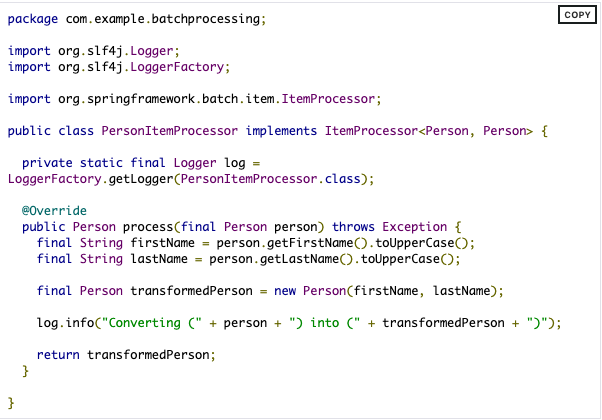 COPY
package com.example.batchprocessing;
import org.slf4j.Logger;
import org.slf4j.LoggerFactory;
import org.springframework.batch.item.ItemProcessor;
public class PersonItemProcessor implements ItemProcessor<Person, Person> {
  private static final Logger log =
LoggerFactory.getLogger(PersonItemProcessor.class);
  @Override
  public Person process(final Person person) throws Exception {
    final String firstName = person.getFirstName().toUpperCase();
    final String lastName = person.getLastName().toUpperCase();
    final Person transformedPerson = new Person(firstName, lastName);
    log.info("Converting (" + person + ") into (" + transformedPerson + ")");
    return transformedPerson;
  }
}